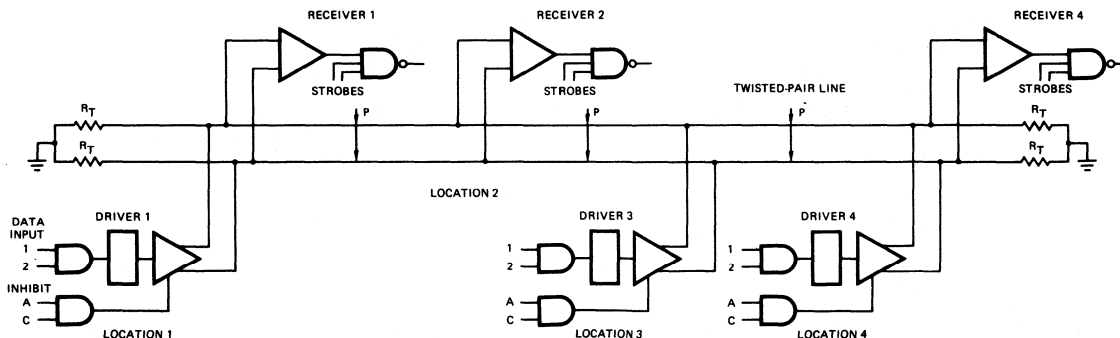 RECEIVER 1
RECEIVER 2
RECEIVER 4
STROBES
STROBES
STROBES
TWISTED-PAIR LINE
P
P
P
RT
RT
RT
RT
LOCATION 2
DATA
INPUT
DRIVER 1
DRIVER 3
DRIVER 4
1
2
1
2
1
2
INHIBIT
A
C
A
C
A
C
LOCATION 1
LOCATION 3
LOCATION 4